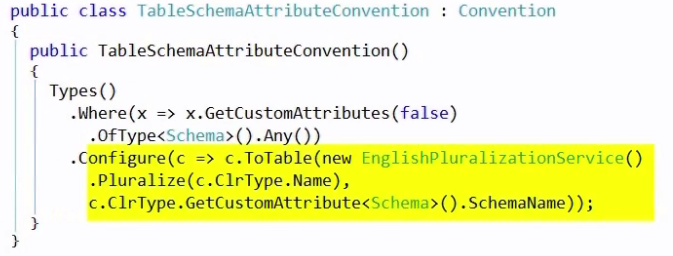 public class TableSchemaAttributeConvention : Convention
{
public TableSchemaAttributeConvention()
{
Types()
.Where(x => x.GetCustomAttributes(false)
.OfType<Schema>().Any())
.Configure(c => c.ToTable(new EnglishPluralizationService()
.Pluralize(c.ClrType.Name),
c.ClrType.GetCustomAttribute<Schema>().SchemaName));
}
}